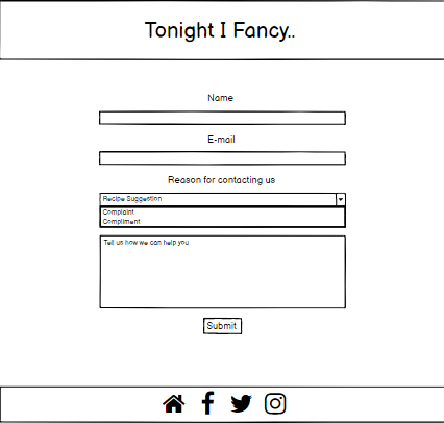 Tonight I Fancy..
Name
E-mail
Reason for contacting us
Recipe Suggestion
Complaint
Compliment
Tell us how we can help you
Submit